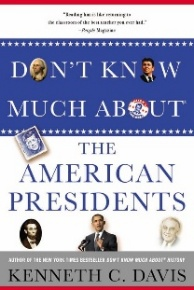 "Reading him is like returning to the
classroom of the best teacher you ever had."
—People Magazine
DON'T KNOW
MUCH ABOUT
THE
AMERICAN
PRESIDENTS
AUTHOR OF THE NEW YORK TIMES BESTSELLER DON'T KNOW MUCH ABOUT® HISTORY
KENNETH C. DAVIS